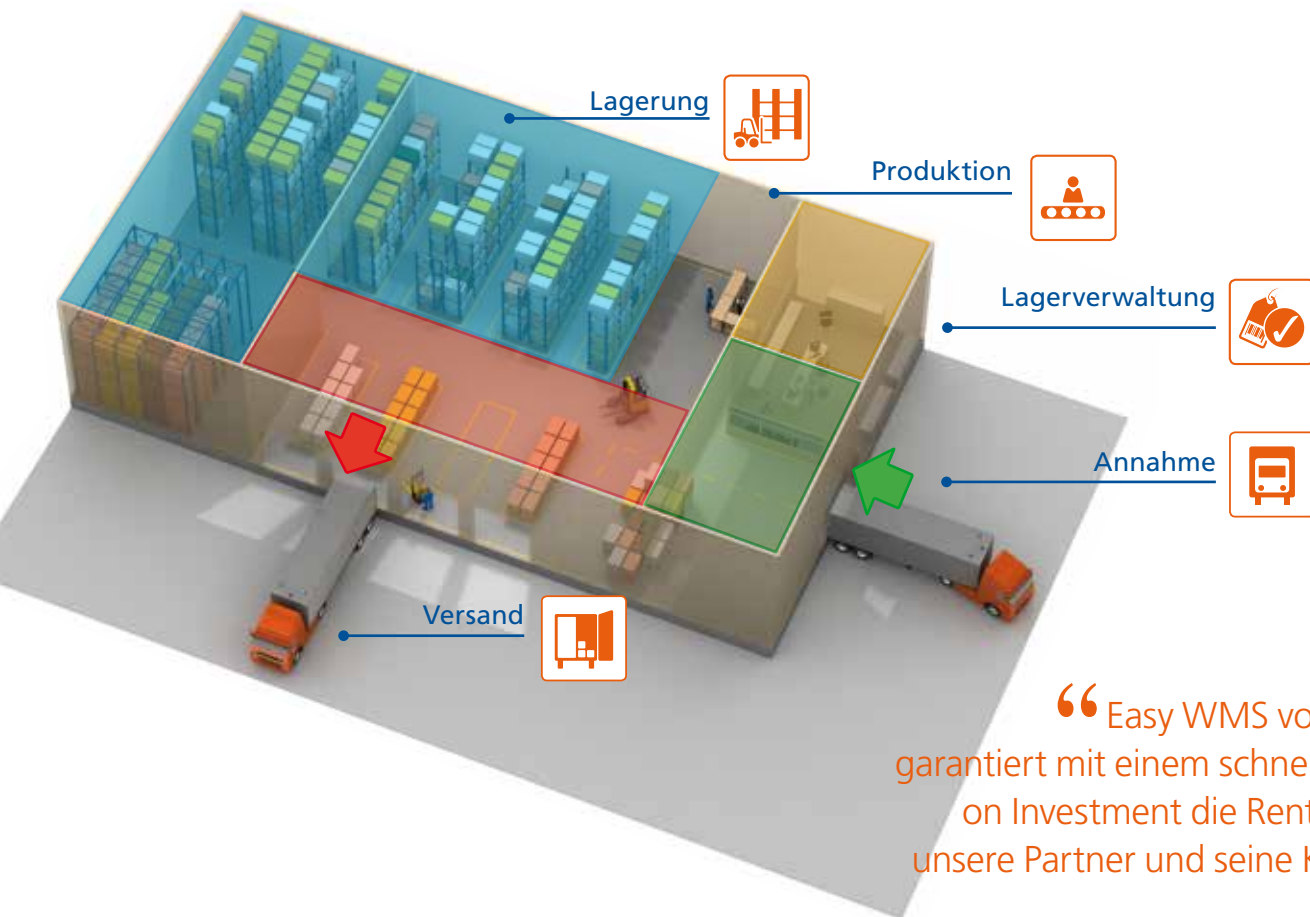 Lagerung
Produktion
Lagerverwaltung
Annahme
Versand
“ Easy WMS vo
garantiert mit einem schne
on Investment die Rent
unsere Partner und seine K